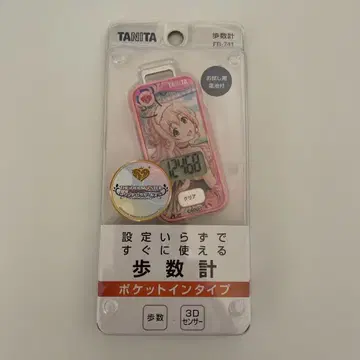 TANITA
歩数計
お試し用
電池付
TANITA
12460
クリア
設定いらずで
すぐに使える
歩数計
ポケットインタイプ
歩数
3D
センサー